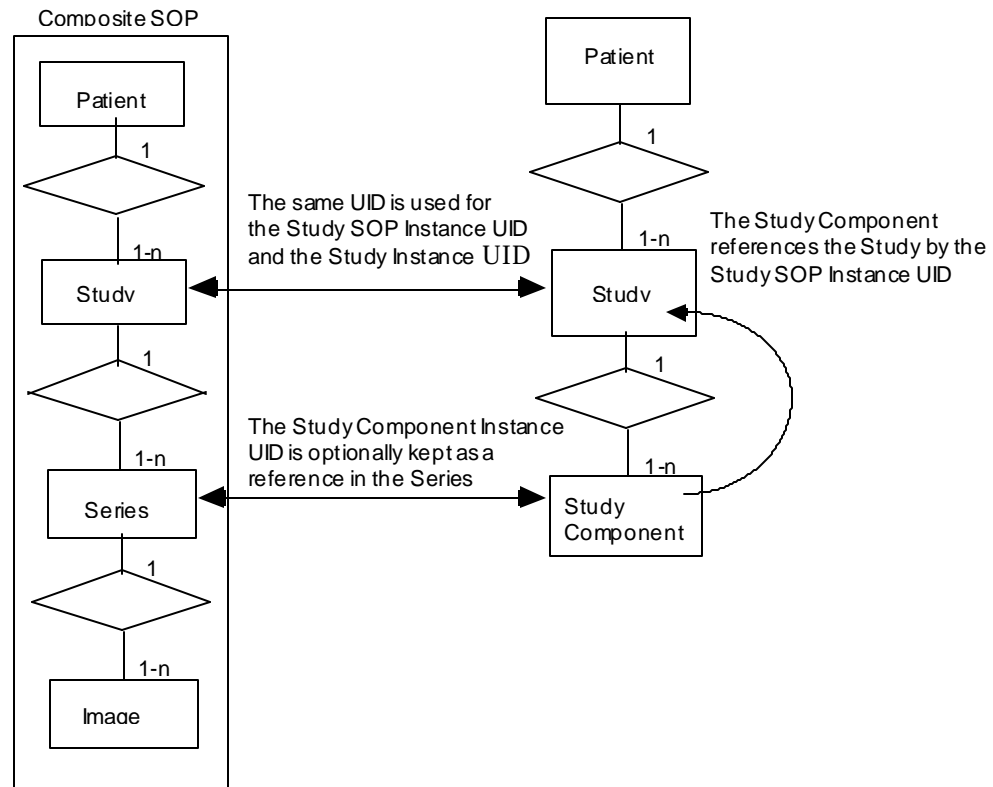 Composite SOP
Patient
1
1-n
Study
1
1-n
Series
1
1-n
Image
The same UID is used for
the Study SOP Instance UID
and the Study Instance UID
The Study Component Instance
UID is optionally kept as a
reference in the Series
Patient
1
1-n
Study
1
1-n
Study
Component
The Study Component
references the Study by the
Study SOP Instance UID